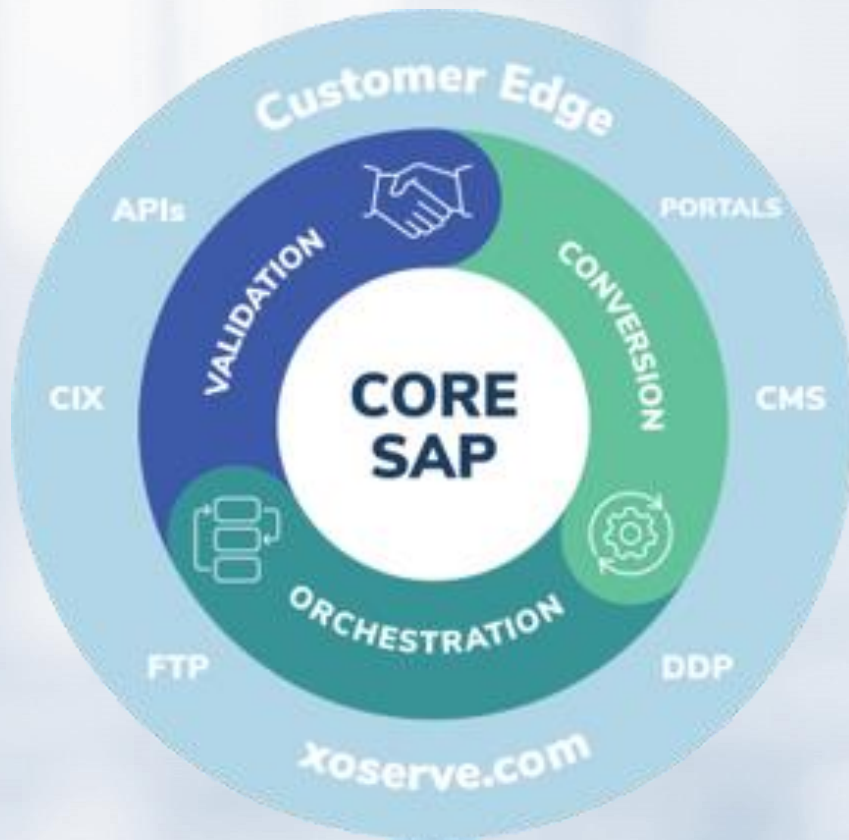 Customer Edge
APIs
PORTALS
VALIDATION
CONVERSION
CIX
CORE
SAP
CMS
ORCHESTRATION
FTP
DDP
xoserve.com